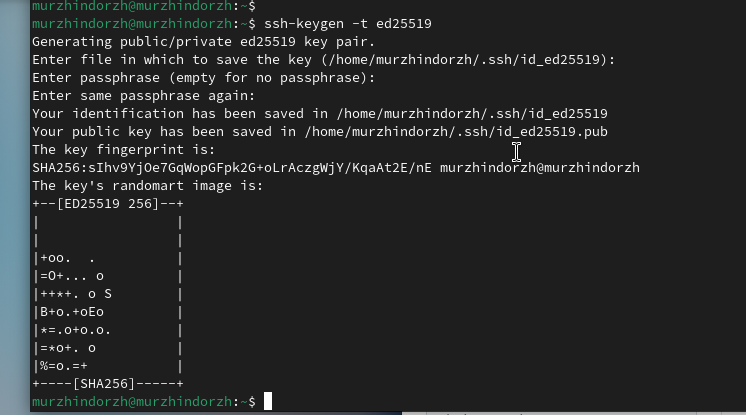 murzhindorzh@murzhindorzh:~$
murzhindorzh@murzhindorzh:~$ ssh-keygen -t ed25519
Generating public/private ed25519 key pair.
Enter file in which to save the key (/home/murzhindorzh/.ssh/id_ed25519):
Enter passphrase (empty for no passphrase):
Enter same passphrase again:
Your identification has been saved in /home/murzhindorzh/.ssh/id_ed25519
Your public key has been saved in /home/murzhindorzh/.ssh/id_ed25519.pub
The key fingerprint is:
SHA256:sIhv9YjOe7GqWopGFpk2G+oLrAczgWjY/KqaAt2E/nE murzhindorzh@murzhindorzh
The key's randomart image is:
+--[ED25519 256]--+
|                 |
|                 |
|+oo.  .          |
|=O+... o         |
|++*+. o S        |
|B+o.+oEo         |
|*=.o+o.o.        |
|=*o+. o          |
|%=o.=+           |
+----[SHA256]-----+
murzhindorzh@murzhindorzh:~$